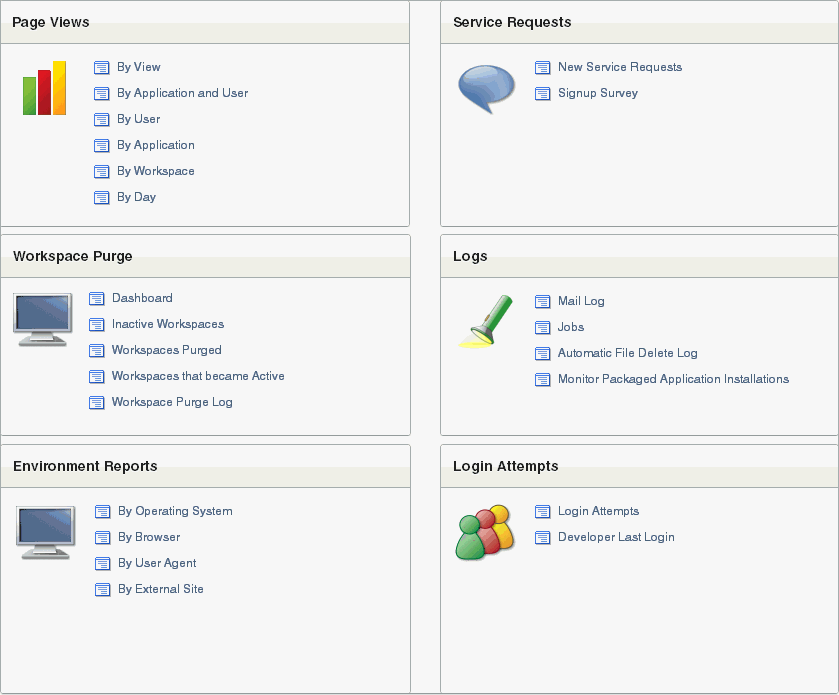 Page Views
By View
By Application and User
By User
By Application
By Workspace
By Day
Service Requests
New Service Requests
Signup Survey
Workspace Purge
Dashboard
Inactive Workspaces
Workspaces Purged
Workspaces that became Active
Workspace Purge Log
Logs
Mail Log
Jobs
Automatic File Delete Log
Monitor Packaged Application Installations
Environment Reports
By Operating System
By Browser
By User Agent
By External Site
Login Attempts
Login Attempts
Developer Last Login